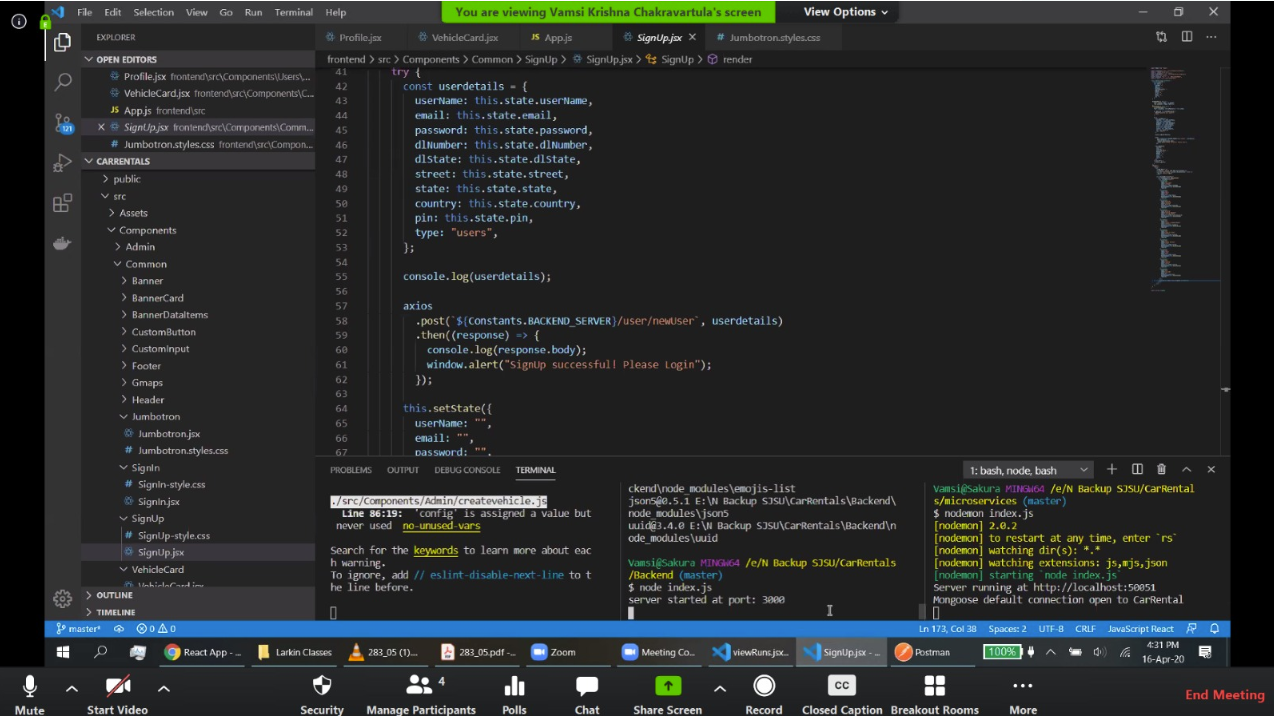 You are viewing Vamsi Krishna Chakravartula's screen
View Options
File Edit Selection View Go Run Terminal Help
EXPLORER
OPEN EDITORS
Profile.jsx frontend\src\Components\Users\...
VehicleCard.jsx frontend\src\Components\C...
App.js frontend\src
SignUp.jsx frontend\src\Components\Comm...
Jumbotron.styles.css frontend\src\Compon...
CARRENTALS
public
src
Assets
Components
Admin
Common
Banner
BannerCard
BannerDataItems
CustomButton
CustomInput
Footer
Gmaps
Header
Jumbotron
Jumbotron.jsx
Jumbotron.styles.css
SignIn
SignIn-style.css
SignIn.jsx
SignUp
SignUp-style.css
SignUp.jsx
VehicleCard
VehicleCard.jsx
OUTLINE
TIMELINE
121
Profile.jsx VehicleCard.jsx JS App.js SignUp.jsx # Jumbotron.styles.css
frontend > src > Components > Common > SignUp > SignUp.jsx > SignUp > render
41 try {
42 const userdetails = {
43 userName: this.state.userName,
44 email: this.state.email,
45 password: this.state.password,
46 dlNumber: this.state.dlNumber,
47 dlState: this.state.dlState,
48 street: this.state.street,
49 state: this.state.state,
50 country: this.state.country,
51 pin: this.state.pin,
52 type: "users",
53 };
54
55 console.log(userdetails);
56
57 axios
58 .post(`${Constants.BACKEND_SERVER}/user/newUser`, userdetails)
59 .then((response) => {
60 console.log(response.body);
61 window.alert("SignUp successful! Please Login");
62 });
63
64 this.setState({
65 userName: "",
66 email: "",
67 password: "",
PROBLEMS OUTPUT DEBUG CONSOLE TERMINAL
1: bash, node, bash
./src/Components/Admin/createvehicle.js
Line 86:19: 'config' is assigned a value but
never used no-unused-vars
Search for the keywords to learn more about eac
h warning.
To ignore, add // eslint-disable-next-line to t
he line before.
ckend\node_modules\emojis-list
json5@0.5.1 E:\N Backup SJSU\CarRentals\Backend\
node_modules\json5
uuid@3.4.0 E:\N Backup SJSU\CarRentals\Backend\n
ode_modules\uuid
Vamsi@Sakura MINGW64 /e/N Backup SJSU/CarRentals
/Backend (master)
$ node index.js
server started at port: 3000
Vamsi@Sakura MINGW64 /e/N Backup SJSU/CarRental
s/microservices (master)
$ nodemon index.js
[nodemon] 2.0.2
[nodemon] to restart at any time, enter `rs`
[nodemon] watching dir(s): *.*
[nodemon] watching extensions: js,mjs,json
[nodemon] starting `node index.js`
Server running at http://localhost:50051
Mongoose default connection open to CarRental
master* 0 0 Ln 173, Col 38 Spaces: 2 UTF-8 CRLF JavaScript React
React App - ... Larkin Classes 283_05 (1)... 283_05.pdf -... Zoom Meeting Co... viewRuns.jsx... SignUp.jsx - ... Postman 100% 4:31 PM
16-Apr-20
Mute Start Video Security Manage Participants 4 Polls Chat Share Screen Record CC Closed Caption Breakout Rooms More End Meeting